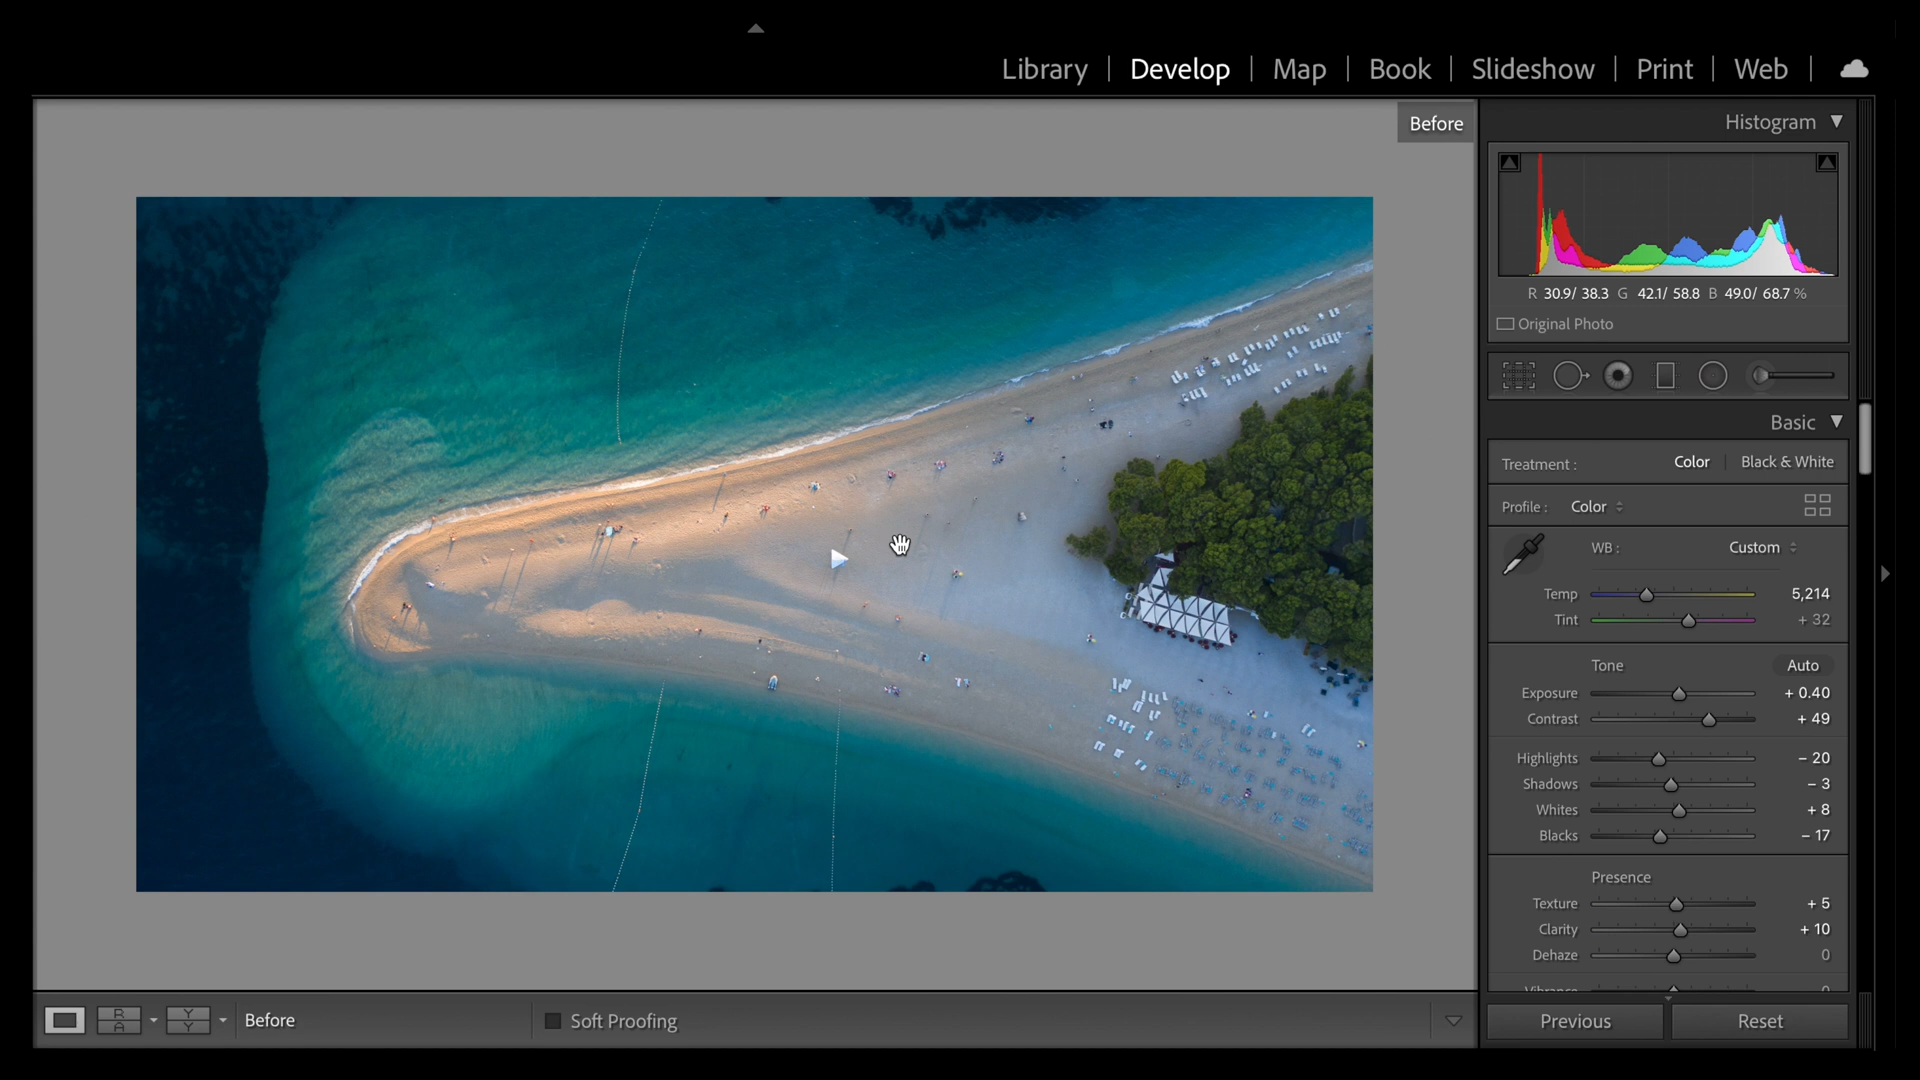 Library | Develop | Map | Book | Slideshow | Print | Web |
Before
Histogram
R 30.9/ 38.3 G 42.1/ 58.8 B 49.0/ 68.7 %
Original Photo
Basic
Treatment : Color | Black & White
Profile : Color
WB : Custom
Temp 5,214
Tint + 32
Tone Auto
Exposure + 0.40
Contrast + 49
Highlights − 20
Shadows − 3
Whites + 8
Blacks − 17
Presence
Texture + 5
Clarity + 10
Dehaze 0
Vibrance 0
R A Y Y Before Soft Proofing
Previous Reset